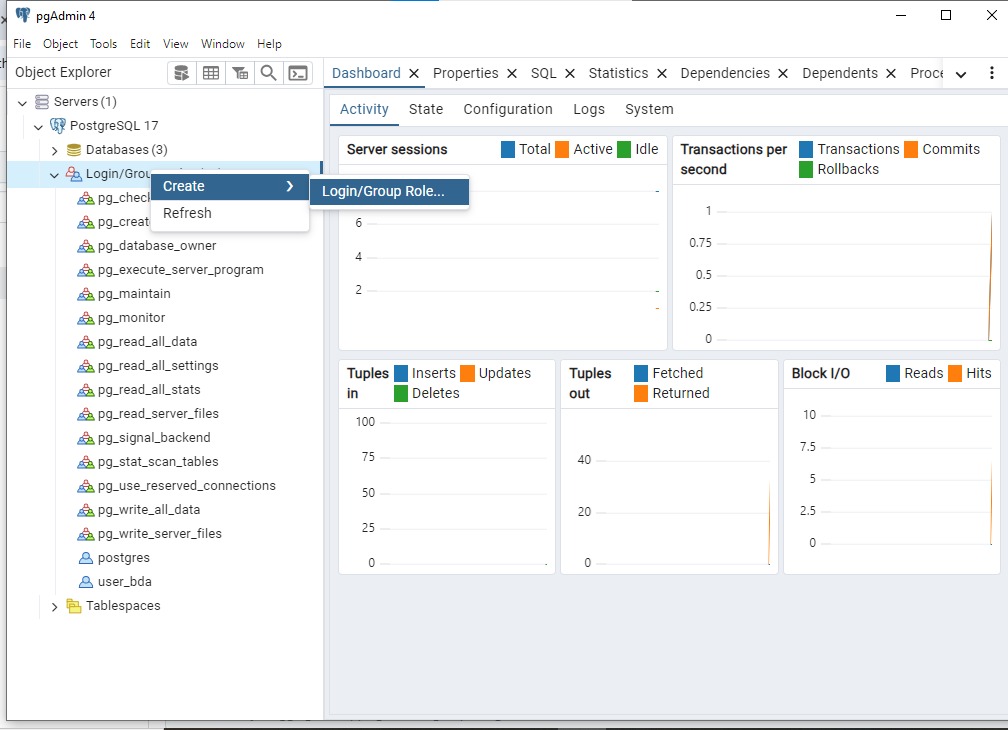 pgAdmin 4
File Object Tools Edit View Window Help
Object Explorer
Dashboard Properties SQL Statistics Dependencies Dependents Proce
Servers (1)
PostgreSQL 17
Databases (3)
Login/Grou
Create
Login/Group Role...
Refresh
pg_chec
pg_creat
pg_database_owner
pg_execute_server_program
pg_maintain
pg_monitor
pg_read_all_data
pg_read_all_settings
pg_read_all_stats
pg_read_server_files
pg_signal_backend
pg_stat_scan_tables
pg_use_reserved_connections
pg_write_all_data
pg_write_server_files
postgres
user_bda
Tablespaces
Activity State Configuration Logs System
Server sessions Total Active Idle
6
4
2
Transactions per second Transactions Commits
Rollbacks
1
0.75
0.5
0.25
0
Tuples in Inserts Updates
Deletes
100
75
50
25
0
Tuples out Fetched
Returned
40
20
0
Block I/O Reads Hits
10
7.5
5
2.5
0